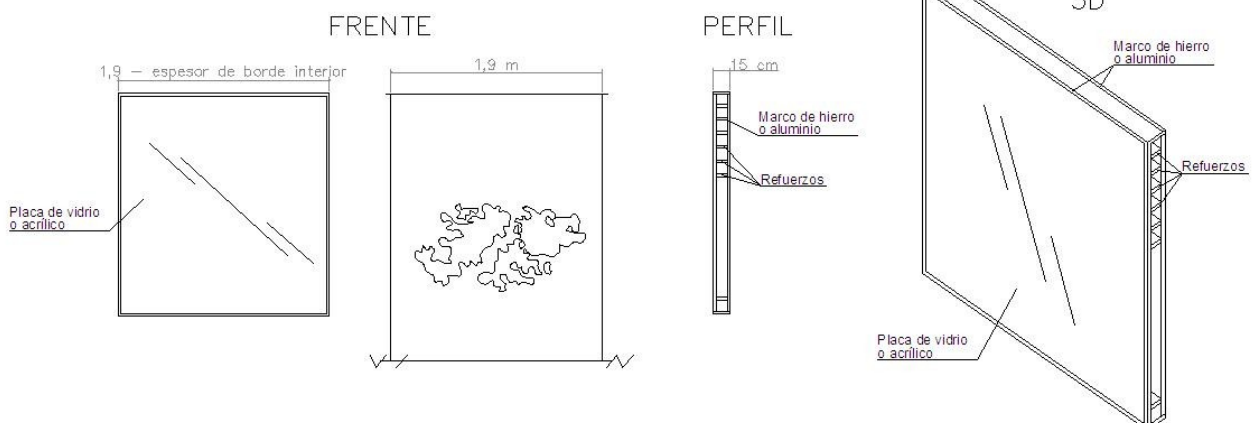 FRENTE
PERFIL
3D
1,9 – espesor de borde interior
1,9 m
15 cm
Placa de vidrio
o acrílico
Marco de hierro
o aluminio
Refuerzos
Marco de hierro
o aluminio
Refuerzos
Placa de vidrio
o acrílico